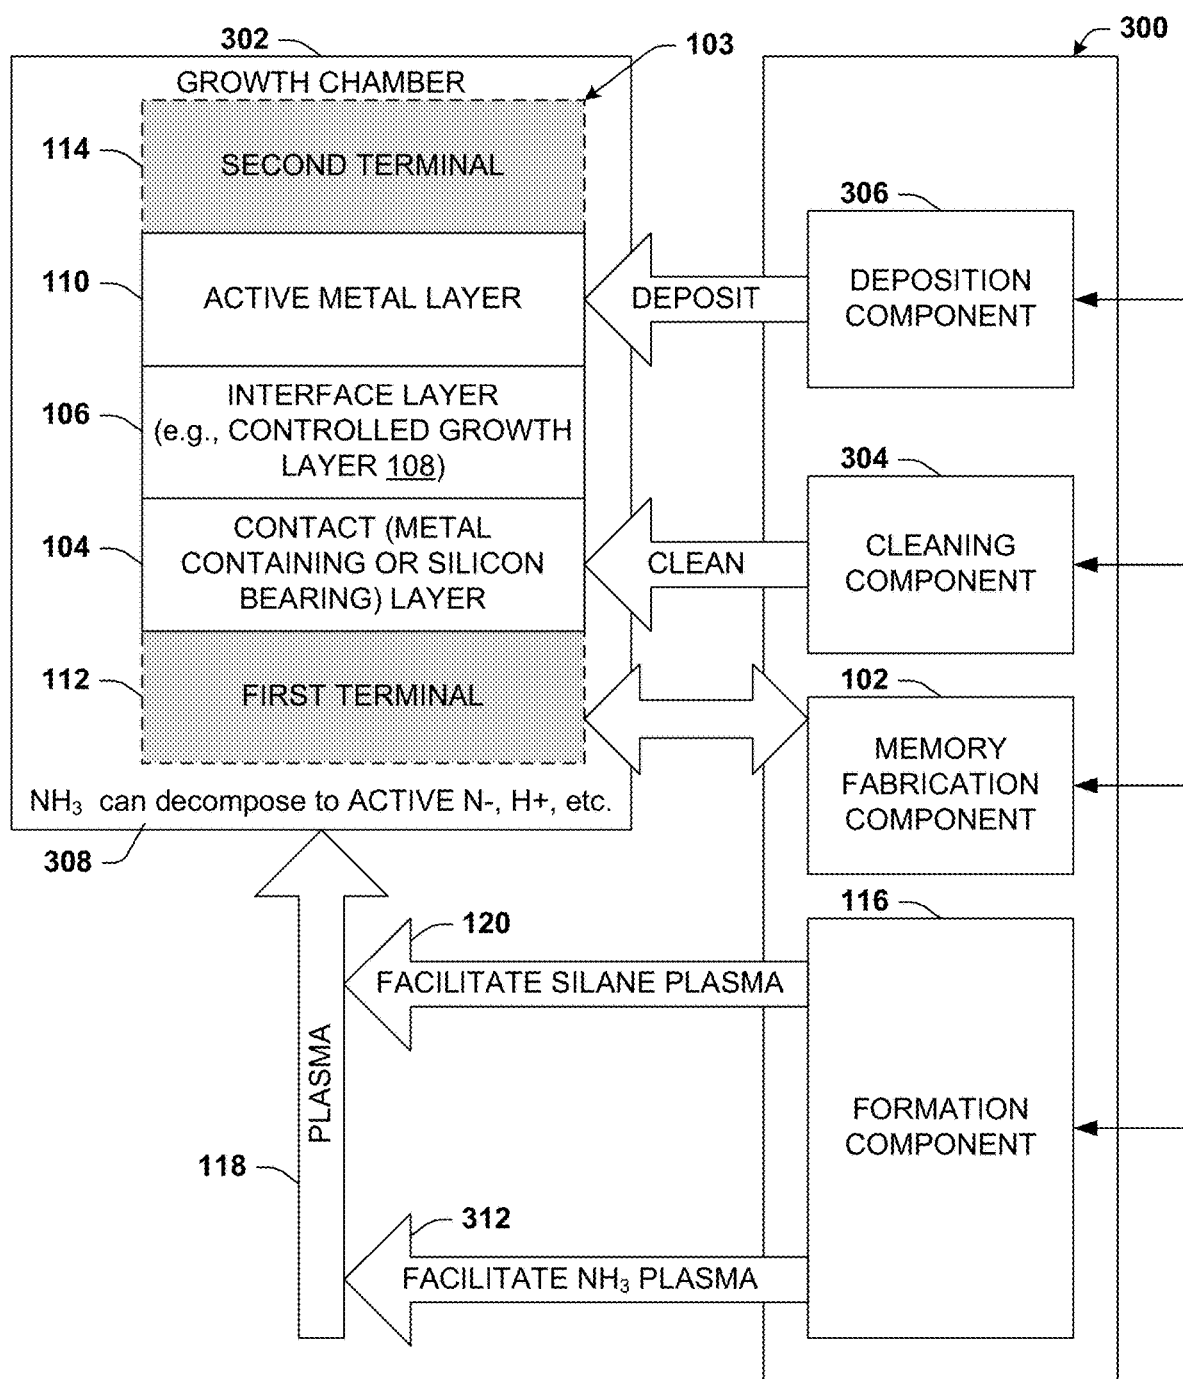 302
103
300
GROWTH CHAMBER
114
SECOND TERMINAL
306
110
ACTIVE METAL LAYER
DEPOSIT
DEPOSITION
COMPONENT
106
INTERFACE LAYER
(e.g., CONTROLLED GROWTH
LAYER 108)
304
104
CONTACT (METAL
CONTAINING OR SILICON
BEARING) LAYER
CLEAN
CLEANING
COMPONENT
112
FIRST TERMINAL
102
MEMORY
FABRICATION
COMPONENT
NH₃ can decompose to ACTIVE N-, H+, etc.
308
116
120
FACILITATE SILANE PLASMA
PLASMA
118
FORMATION
COMPONENT
312
FACILITATE NH₃ PLASMA